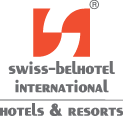 ®
swiss-belhotel
international
hotels & resorts